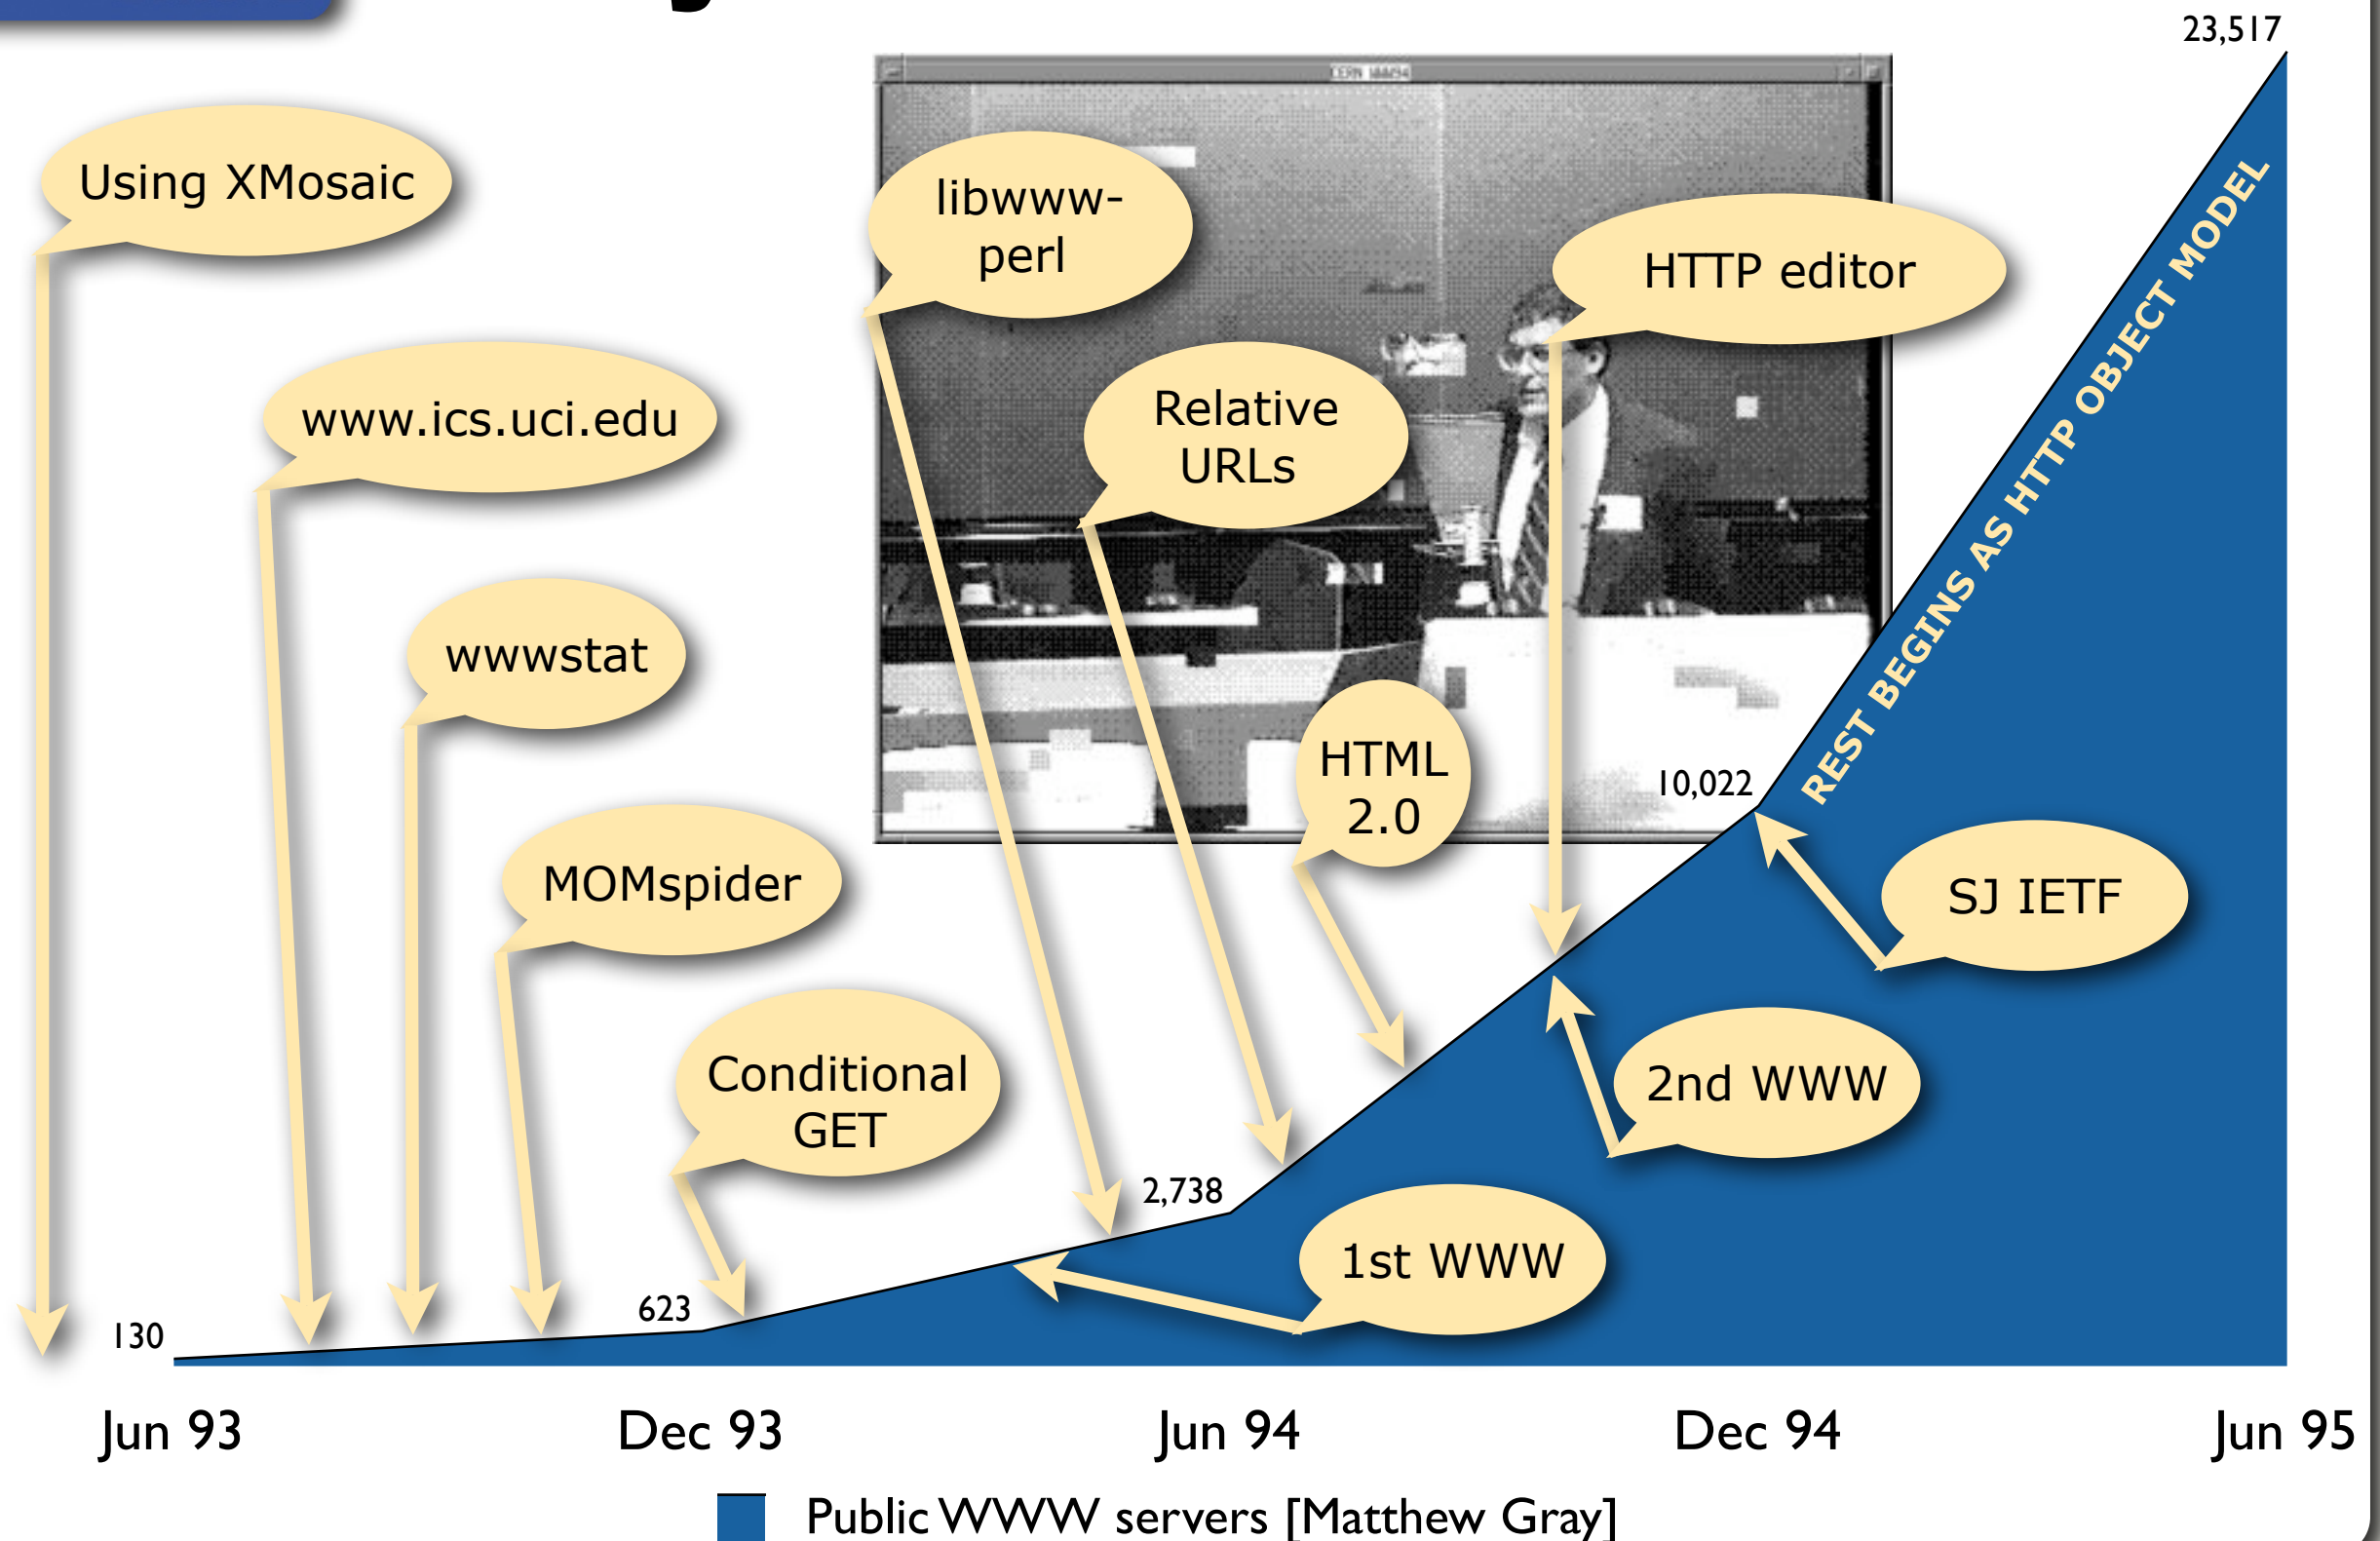 23,517
CERN WWW94
Using XMosaic
libwww-
perl
HTTP editor
www.ics.uci.edu
Relative
URLs
REST BEGINS AS HTTP OBJECT MODEL
wwwstat
HTML
2.0
10,022
MOMspider
SJ IETF
Conditional
GET
2nd WWW
2,738
1st WWW
623
130
Jun 93
Dec 93
Jun 94
Dec 94
Jun 95
Public WWW servers [Matthew Gray]